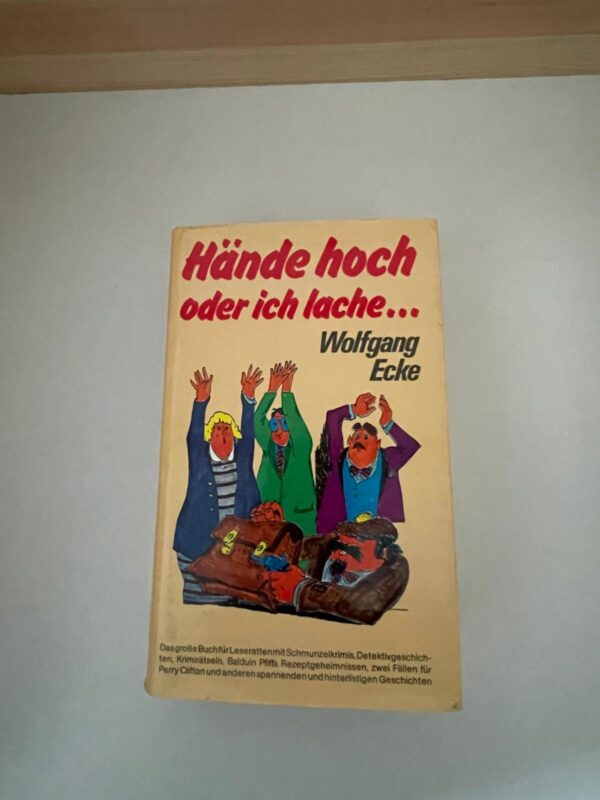 Hände hoch
oder ich lache...
Wolfgang
Ecke
Das große Buch für Leseratten mit Schmunzelkrimis, Detektivgeschich-
ten, Krimirätseln, Balduin Pfiffs Rezeptgeheimnissen, zwei Fällen für
Perry Clifton und anderen spannenden und hinterlistigen Geschichten